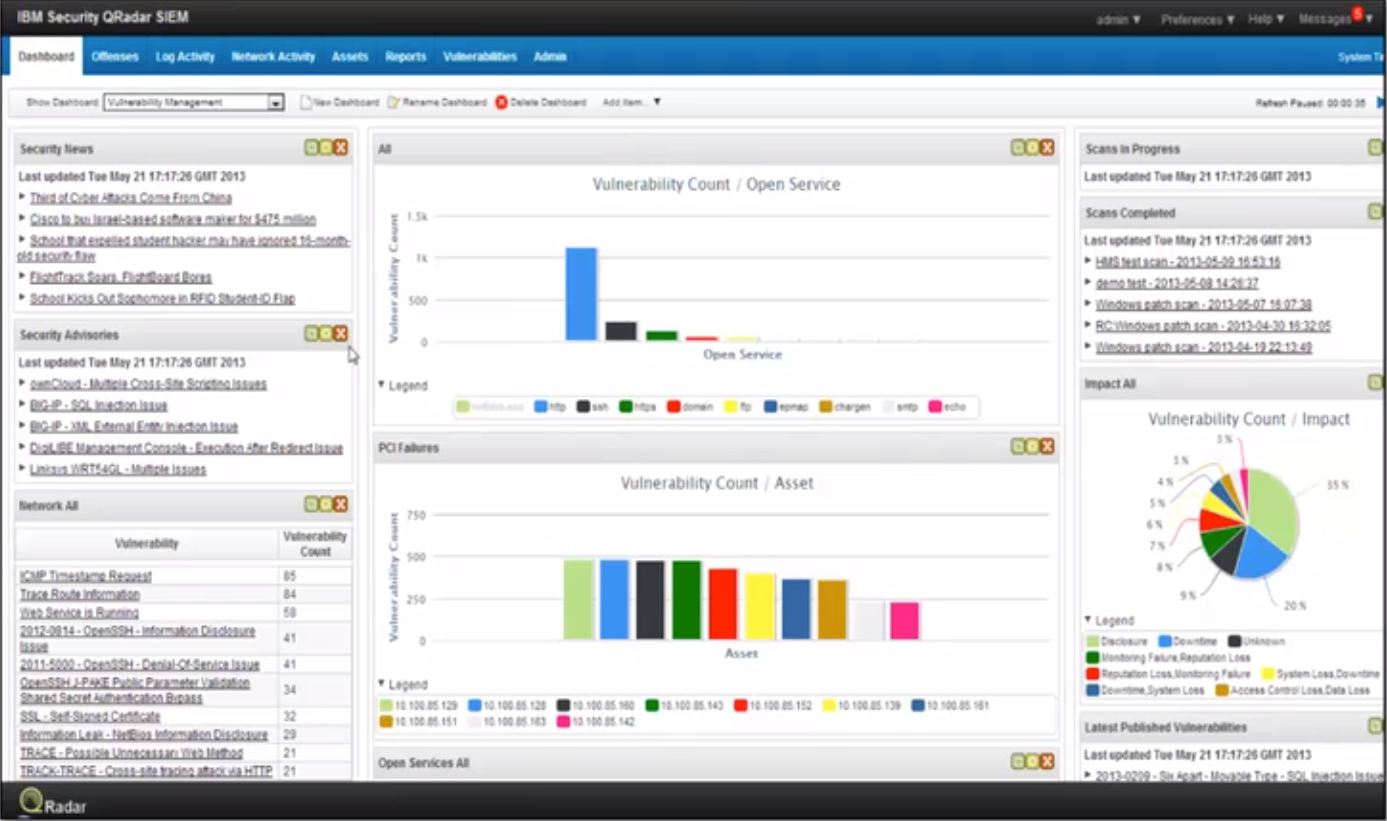 IBM Security QRadar SIEM
admin ▼ Preferences ▼ Help ▼ Messages 5 ▼
Dashboard Offenses Log Activity Network Activity Assets Reports Vulnerabilities Admin System Te
Show Dashboard: Vulnerability Management New Dashboard Rename Dashboard Delete Dashboard Add Item... ▼ Refresh Paused: 00:00:35
Security News
Last updated Tue May 21 17:17:26 GMT 2013
Third of Cyber Attacks Come From China
Cisco to buy Israel-based software maker for $475 million
School that expelled student hacker may have ignored 16-month-
old security flaw
FlightTrack Soars, FlightBoard Bores
School Kicks Out Sophomore in RFID Student-ID Flap
Security Advisories
Last updated Tue May 21 17:17:26 GMT 2013
ownCloud - Multiple Cross-Site Scripting Issues
BIG-IP - SQL Injection Issue
BIG-IP - XML External Entity Injection Issue
DigiLIBE Management Console - Execution After Redirect Issue
Linksys WRT54GL - Multiple Issues
Network All
Vulnerability
Vulnerability
Count
ICMP Timestamp Request 85
Trace Route Information 84
Web Service is Running 58
2012-0814 - OpenSSH - Information Disclosure
Issue 41
2011-5000 - OpenSSH - Denial-Of-Service Issue 41
OpenSSH J-PAKE Public Parameter Validation
Shared Secret Authentication Bypass 34
SSL - Self-Signed Certificate 32
Information Leak - NetBios Information Disclosure 29
TRACE - Possible Unnecessary Web Method 21
TRACK-TRACE - Cross-site tracing attack via HTTP 21
All
Vulnerability Count / Open Service
Vulnerability Count
1.5k
1k
500
0
Open Service
▼ Legend
netbios-ssn http ssh https domain ftp epmap chargen smtp echo
PCI Failures
Vulnerability Count / Asset
Vulnerability Count
750
500
250
0
Asset
▼ Legend
10.100.85.129 10.100.85.128 10.100.85.160 10.100.85.143 10.100.85.152 10.100.85.139 10.100.85.161
10.100.85.151 10.100.85.163 10.100.85.142
Open Services All
Scans In Progress
Last updated Tue May 21 17:17:26 GMT 2013
Scans Completed
Last updated Tue May 21 17:17:26 GMT 2013
HMS test scan - 2013-05-09 16:53:16
demo test - 2013-05-08 14:26:37
Windows patch scan - 2013-05-07 16:07:38
RC:Windows patch scan - 2013-04-30 16:32:05
Windows patch scan - 2013-04-19 22:13:49
Impact All
Vulnerability Count / Impact
3 %
3 %
4 %
5 %
6 %
7 %
8 %
9 %
20 %
35 %
▼ Legend
Disclosure Downtime Unknown
Monitoring Failure,Reputation Loss
Reputation Loss,Monitoring Failure System Loss,Downtime
Downtime,System Loss Access Control Loss,Data Loss
Latest Published Vulnerabilities
Last updated Tue May 21 17:17:26 GMT 2013
2013-0209 - Six Apart - Movable Type - SQL Injection Issue
QRadar